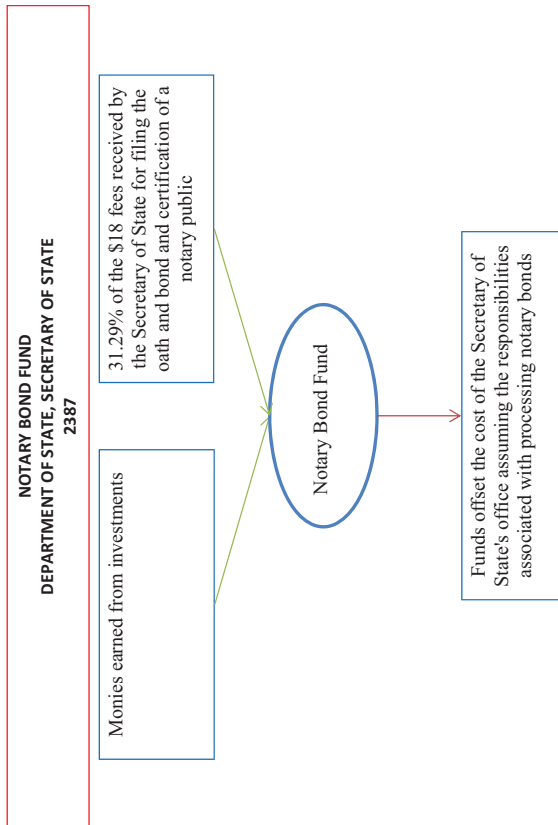 NOTARY BOND FUND
DEPARTMENT OF STATE, SECRETARY OF STATE
2387
Monies earned from investments
31.29% of the $18 fees received by
the Secretary of State for filing the
oath and bond and certification of a
notary public
Notary Bond Fund
Funds offset the cost of the Secretary of
State's office assuming the responsibilities
associated with processing notary bonds